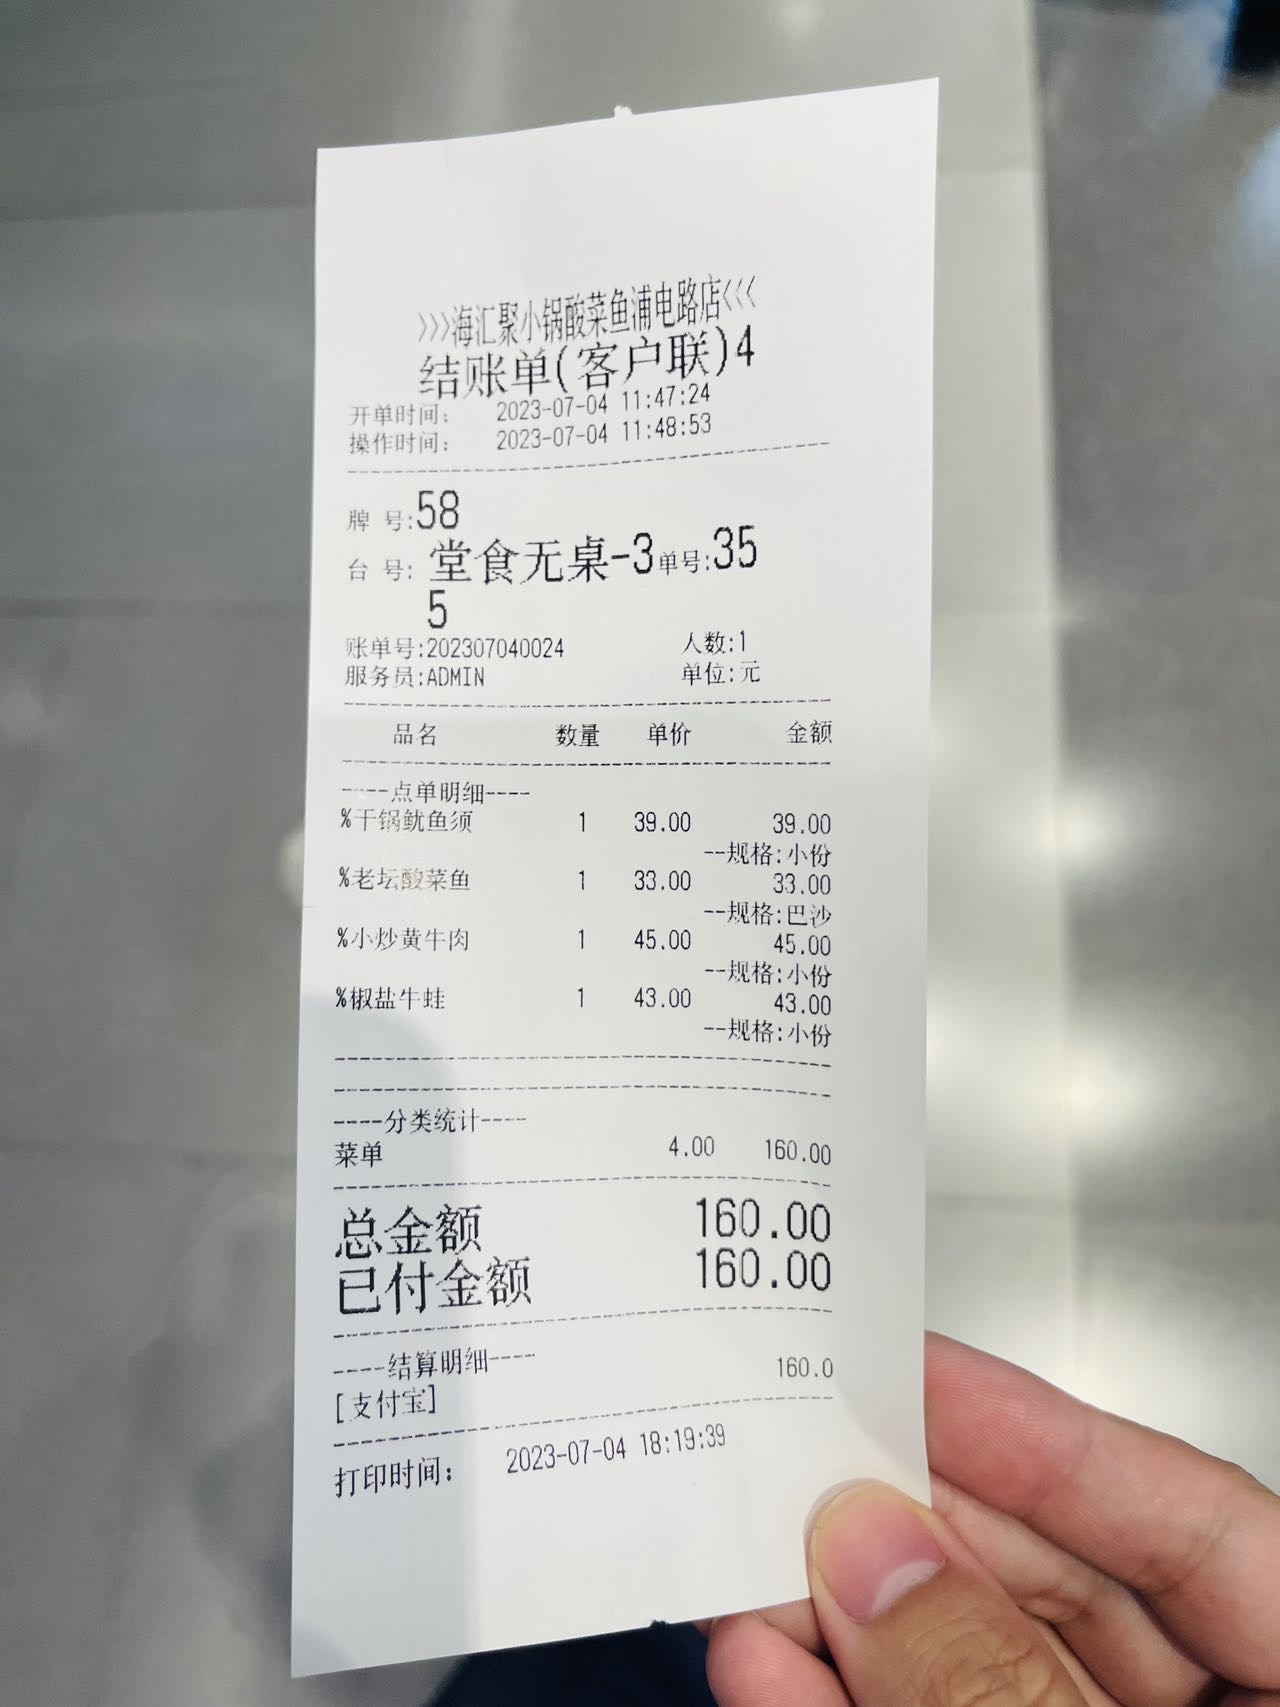 >>>海汇聚小锅酸菜鱼浦电路店<<<
结账单(客户联)4
开单时间: 2023-07-04 11:47:24
操作时间: 2023-07-04 11:48:53
牌 号:58
台 号: 堂食无桌-3单号:35
5
账单号:202307040024 人数:1
服务员:ADMIN 单位:元
品名 数量 单价 金额
----点单明细----
%干锅鱿鱼须 1 39.00 39.00
--规格:小份
%老坛酸菜鱼 1 33.00 33.00
--规格:巴沙
%小炒黄牛肉 1 45.00 45.00
--规格:小份
%椒盐牛蛙 1 43.00 43.00
--规格:小份
----分类统计----
菜单 4.00 160.00
总金额 160.00
已付金额 160.00
----结算明细----
[支付宝] 160.0
打印时间: 2023-07-04 18:19:39